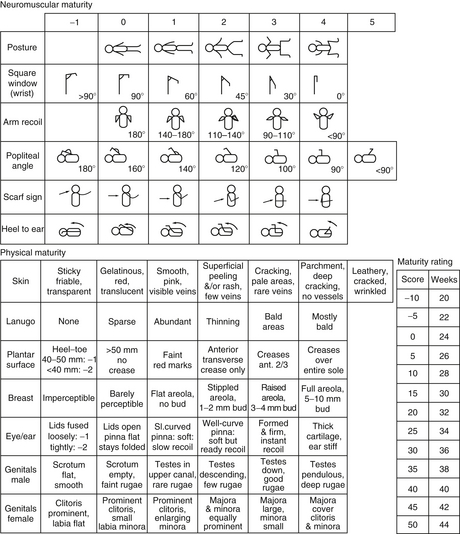 Neuromuscular maturity
–1 0 1 2 3 4 5
Posture
Square
window
(wrist)
>90° 90° 60° 45° 30° 0°
Arm recoil
180° 140–180° 110–140° 90–110° <90°
Popliteal
angle
180° 160° 140° 120° 100° 90° <90°
Scarf sign
Heel to ear
Physical maturity
Skin
Sticky
friable,
transparent
Gelatinous,
red,
translucent
Smooth,
pink,
visible veins
Superficial
peeling
&/or rash,
few veins
Cracking,
pale areas,
rare veins
Parchment,
deep
cracking,
no vessels
Leathery,
cracked,
wrinkled
Lanugo
None
Sparse
Abundant
Thinning
Bald
areas
Mostly
bald
Plantar
surface
Heel–toe
40–50 mm: –1
<40 mm: –2
>50 mm
no
crease
Faint
red marks
Anterior
transverse
crease only
Creases
ant. 2/3
Creases
over
entire sole
Breast
Imperceptible
Barely
perceptible
Flat areola,
no bud
Stippled
areola,
1–2 mm bud
Raised
areola,
3–4 mm bud
Full areola,
5–10 mm
bud
Eye/ear
Lids fused
loosely: –1
tightly: –2
Lids open
pinna flat
stays folded
Sl.curved
pinna: soft:
slow recoil
Well-curve
pinna:
soft but
ready recoil
Formed
& firm,
instant
recoil
Thick
cartilage,
ear stiff
Genitals
male
Scrotum
flat,
smooth
Scrotum
empty,
faint rugae
Testes in
upper canal,
rare rugae
Testes
descending,
few rugae
Testes
down,
good
rugae
Testes
pendulous,
deep rugae
Genitals
female
Clitoris
prominent,
labia flat
Prominent
clitoris,
small
labia minora
Prominent
clitoris,
enlarging
minora
Majora
& minora
equally
prominent
Majora
large,
minora
small
Majora
cover
clitoris
& minora
Maturity rating
Score Weeks
–10 20
–5 22
0 24
5 26
10 28
15 30
20 32
25 34
30 36
35 38
40 40
45 42
50 44